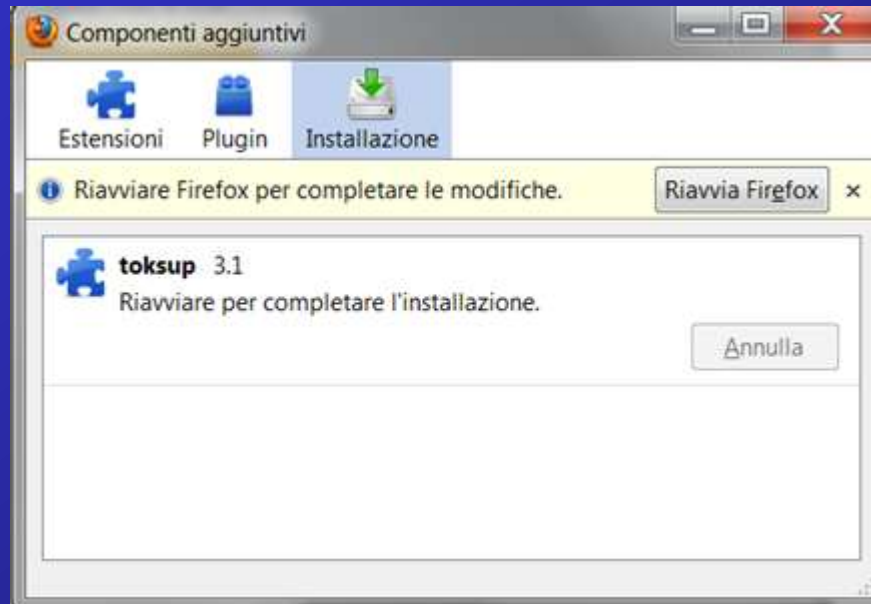 Componenti aggiuntivi
Estensioni Plugin Installazione
Riavviare Firefox per completare le modifiche. Riavvia Firefox
toksup 3.1
Riavviare per completare l'installazione.
Annulla